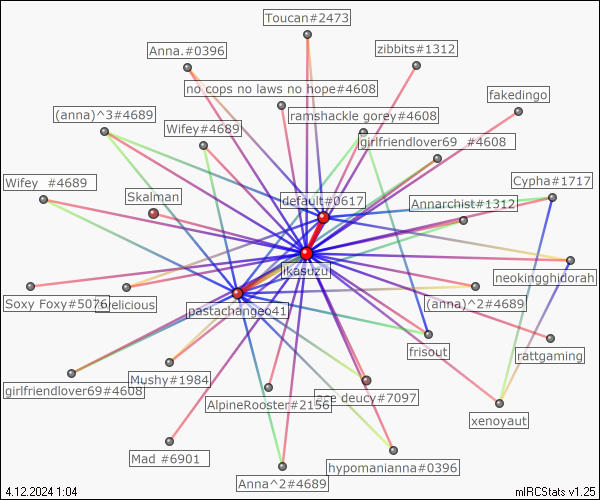 Toucan#2473
Anna.#0396
zibbits#1312
no cops no laws no hope#4608
fakedingo
(anna)^3#4689
ramshackle gorey#4608
Wifey#4689
girlfriendlover69 #4608
Wifey #4689
Cypha#1717
Skalman
default#0617
Annarchist#1312
ikasuzu
neokingghidorah
Soxy Foxy#5076
relicious
(anna)^2#4689
pastachangeo41
frisout
rattgaming
Mushy#1984
girlfriendlover69#4608
deucy#7097
AlpineRooster#2156
xenoyaut
Mad #6901
hypomanianna#0396
Anna^2#4689
4.12.2024 1:04
mIRCStats v1.25